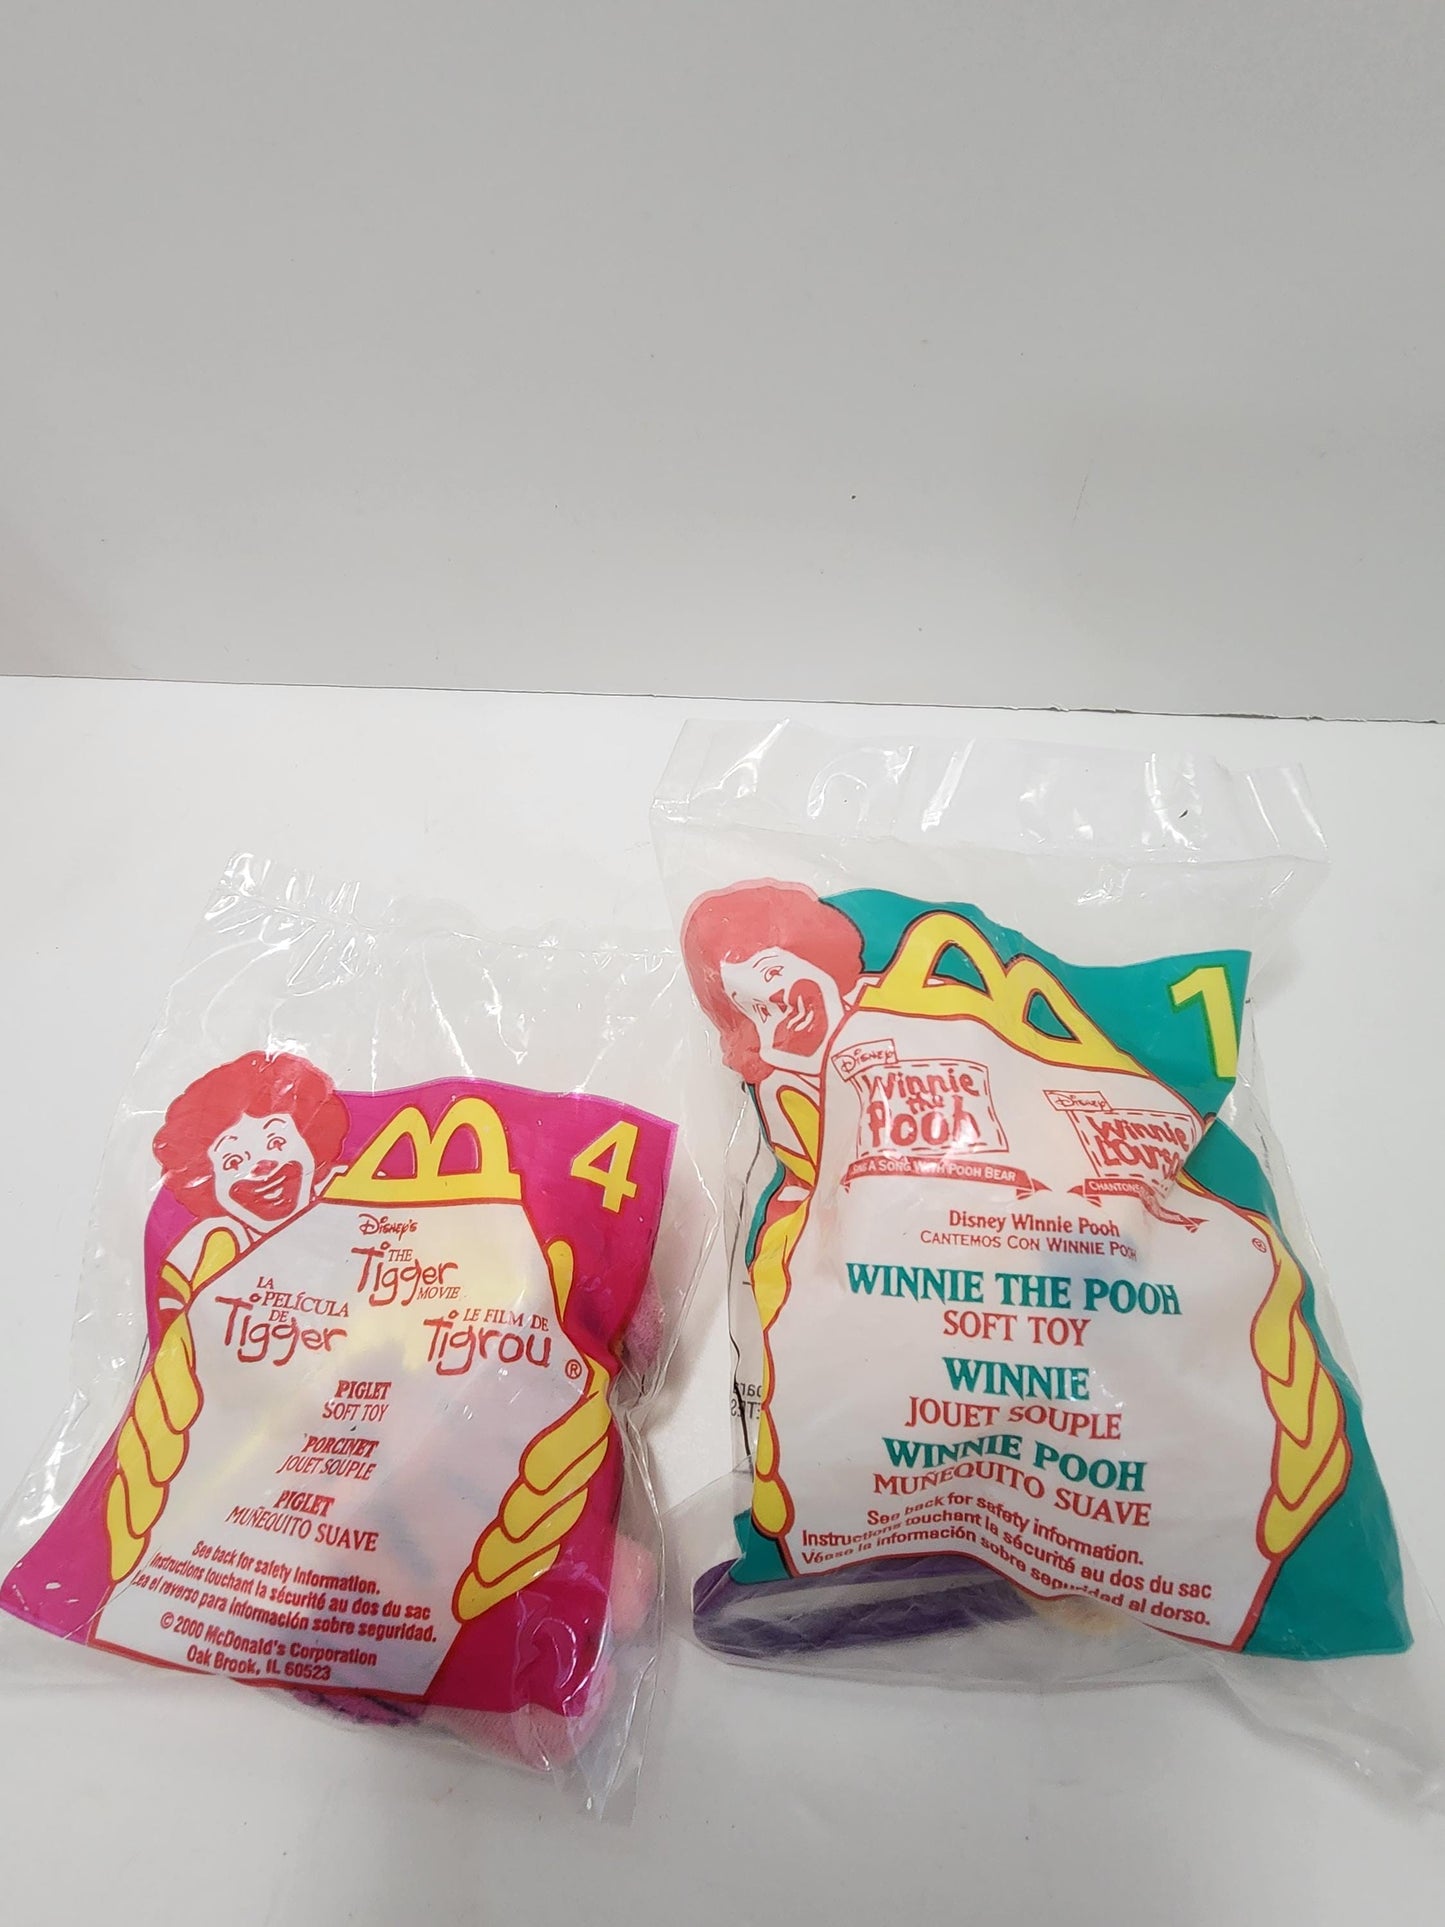 4
DISNEY'S
THE
Tigger
MOVIE
LA
PELÍCULA
DE
Tigger
LE FILM DE
Tigrou
®
PIGLET
SOFT TOY
PORCINET
JOUET SOUPLE
PIGLET
MUÑEQUITO SUAVE
See back for safety information.
Instructions touchant la sécurité au dos du sac
Lea el reverso para información sobre seguridad.
© 2000 McDonald's Corporation
Oak Brook, IL 60523
1
DISNEY
Winnie
the
Pooh
SING A SONG WITH POOH BEAR
DISNEY
Winnie
L'Ourson
CHANTONS
Disney Winnie Pooh
CANTEMOS CON WINNIE POOH
®
WINNIE THE POOH
SOFT TOY
WINNIE
JOUET SOUPLE
WINNIE POOH
MUÑEQUITO SUAVE
See back for safety information.
Instructions touchant la sécurité au dos du sac
Véase la información sobre seguridad al dorso.